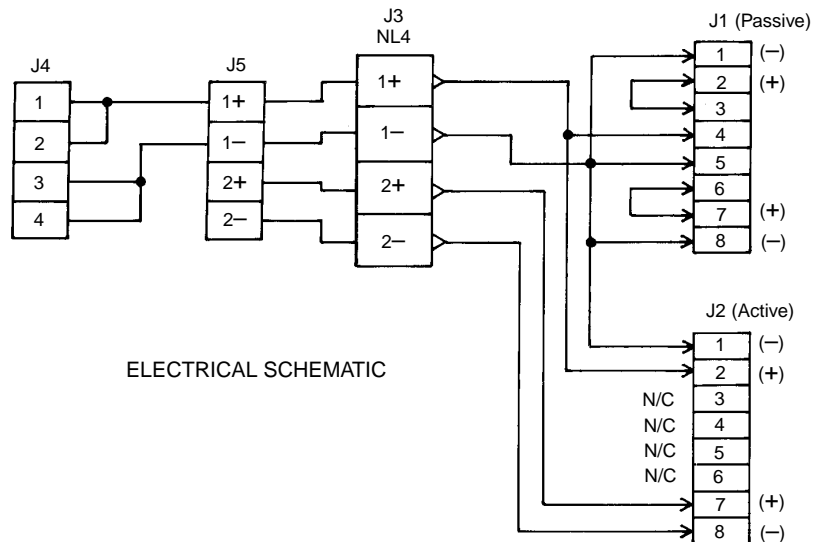 J4
1
2
3
4
J5
1+
1−
2+
2−
J3
NL4
1+
1−
2+
2−
J1 (Passive)
1 (−)
2 (+)
3
4
5
6
7 (+)
8 (−)
J2 (Active)
1 (−)
2 (+)
N/C 3
N/C 4
N/C 5
N/C 6
7 (+)
8 (−)
ELECTRICAL SCHEMATIC